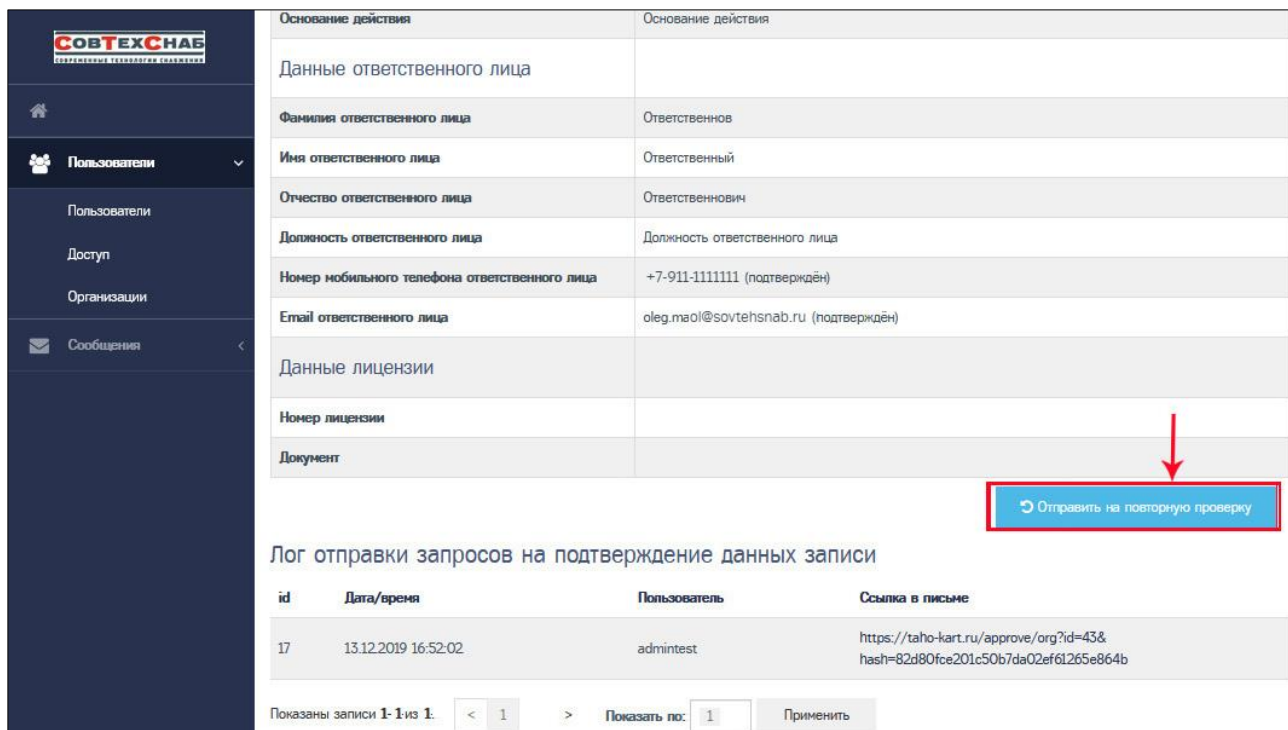 Основание действия Основание действия
СОВТЕХСНАБ
СОВРЕМЕННЫЕ ТЕХНОЛОГИИ СНАБЖЕНИЯ
Данные ответственного лица
Фамилия ответственного лица Ответственнов
Пользователи
Имя ответственного лица Ответственный
Отчество ответственного лица Ответственнович
Пользователи
Должность ответственного лица Должность ответственного лица
Доступ
Номер мобильного телефона ответственного лица +7-911-1111111 (подтверждён)
Организации
Email ответственного лица oleg.maol@sovtehsnab.ru (подтверждён)
Сообщения
Данные лицензии
Номер лицензии
Документ
Отправить на повторную проверку
Лог отправки запросов на подтверждение данных записи
id Дата/время Пользователь Ссылка в письме
17 13.12.2019 16:52:02 admintest https://taho-kart.ru/approve/org?id=43&
hash=82d80fce201c50b7da02ef61265e864b
Показаны записи 1-1 из 1. < 1 > Показать по: 1 Применить